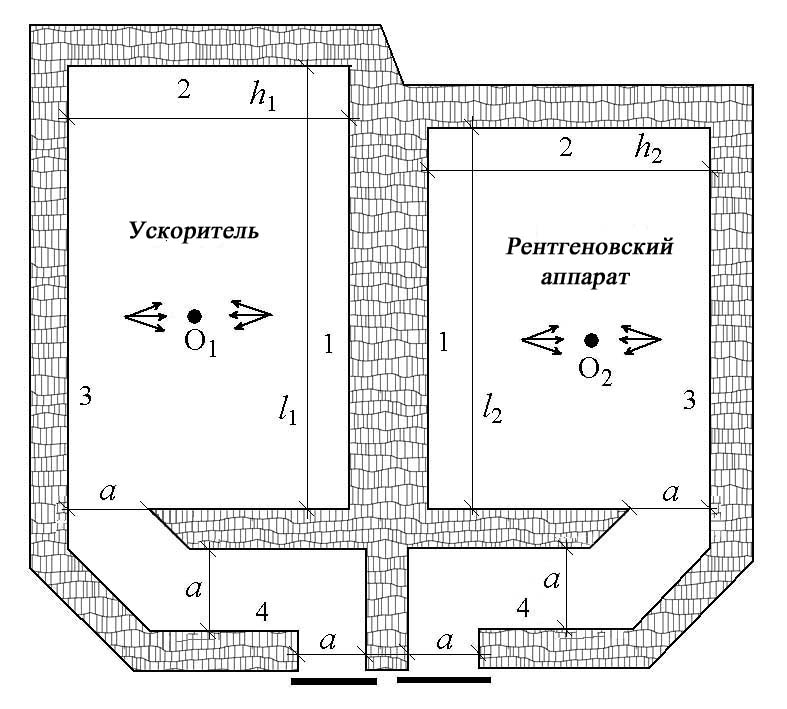 2 h₁
2 h₂
Ускоритель
Рентгеновский
аппарат
O₁
1
1
O₂
3
l₁
l₂
3
a
a
a
a
4
4
a
a